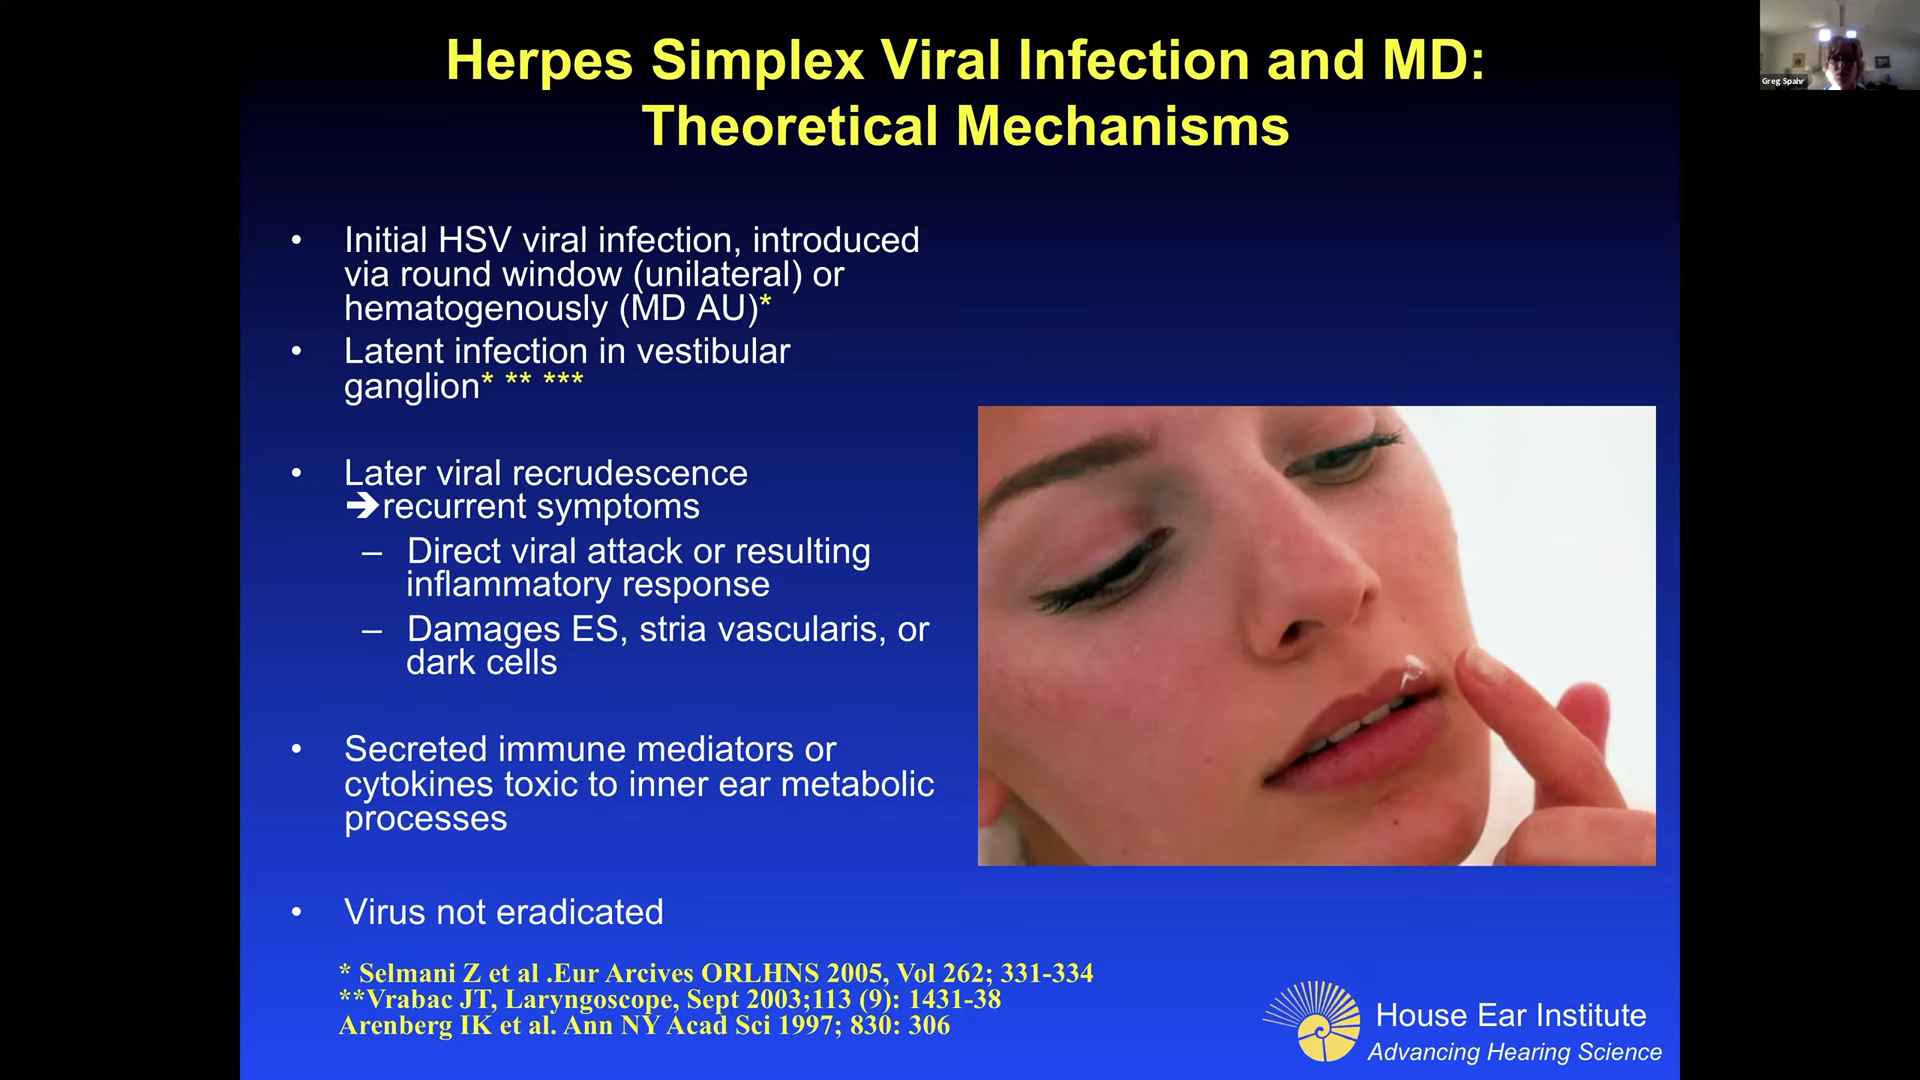 Herpes Simplex Viral Infection and MD:
Theoretical Mechanisms
Greg Spahr
• Initial HSV viral infection, introduced
via round window (unilateral) or
hematogenously (MD AU)*
• Latent infection in vestibular
ganglion* ** ***
• Later viral recrudescence
➔recurrent symptoms
– Direct viral attack or resulting
inflammatory response
– Damages ES, stria vascularis, or
dark cells
• Secreted immune mediators or
cytokines toxic to inner ear metabolic
processes
• Virus not eradicated
* Selmani Z et al .Eur Arcives ORLHNS 2005, Vol 262; 331-334
**Vrabac JT, Laryngoscope, Sept 2003;113 (9): 1431-38
Arenberg IK et al. Ann NY Acad Sci 1997; 830: 306
House Ear Institute
Advancing Hearing Science